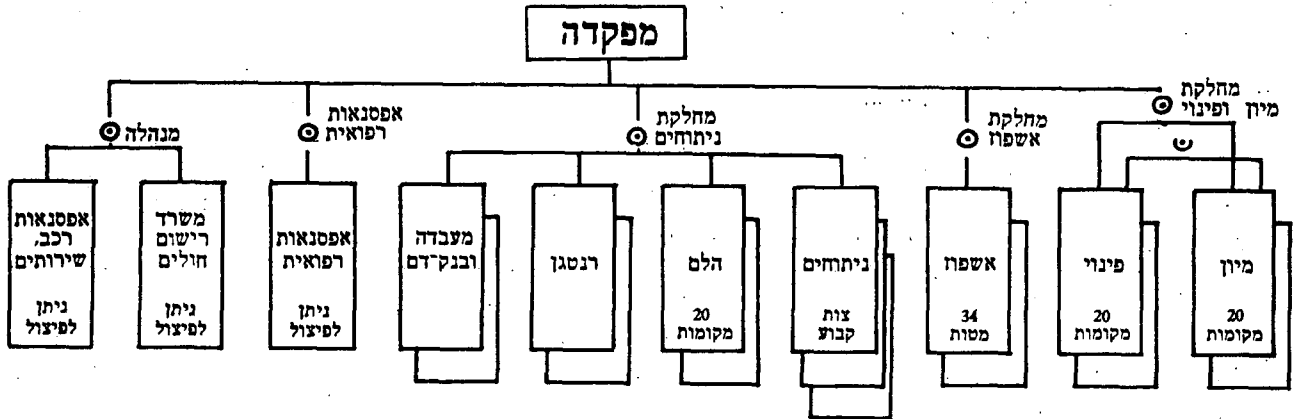 מפקדה
מחלקת
מיון ופינוי
מחלקת
אשפוז
מחלקת
ניתוחים
אפסנאות
רפואית
מנהלה
מיון
20
מקומות
פינוי
20
מקומות
אשפוז
34
מטות
ניתוחים
צות
קבוע
הלם
20
מקומות
רנטגן
מעבדה
ובנק־דם
אפסנאות
רפואית
ניתן
לפיצול
משרד
רישום
חולים
ניתן
לפיצול
אפסנאות
רכב,
שירותים
ניתן
לפיצול